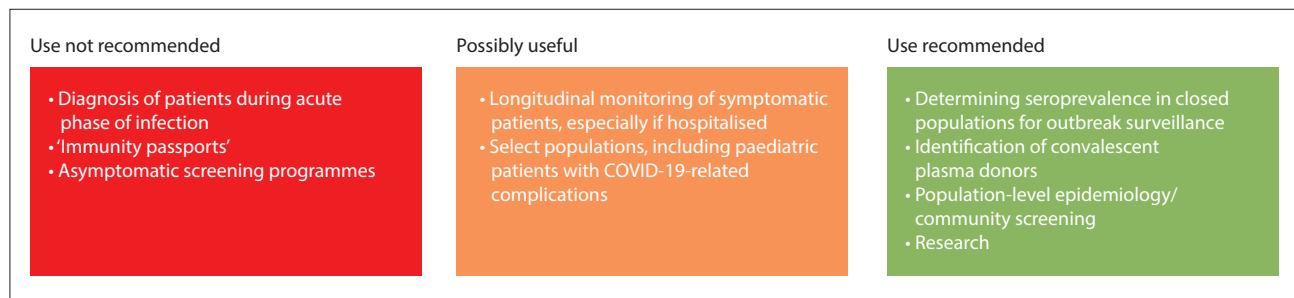 Use not recommended
• Diagnosis of patients during acute
phase of infection
• ‘Immunity passports’
• Asymptomatic screening programmes
Possibly useful
• Longitudinal monitoring of symptomatic
patients, especially if hospitalised
• Select populations, including paediatric
patients with COVID-19-related
complications
Use recommended
• Determining seroprevalence in closed
populations for outbreak surveillance
• Identification of convalescent
plasma donors
• Population-level epidemiology/
community screening
• Research